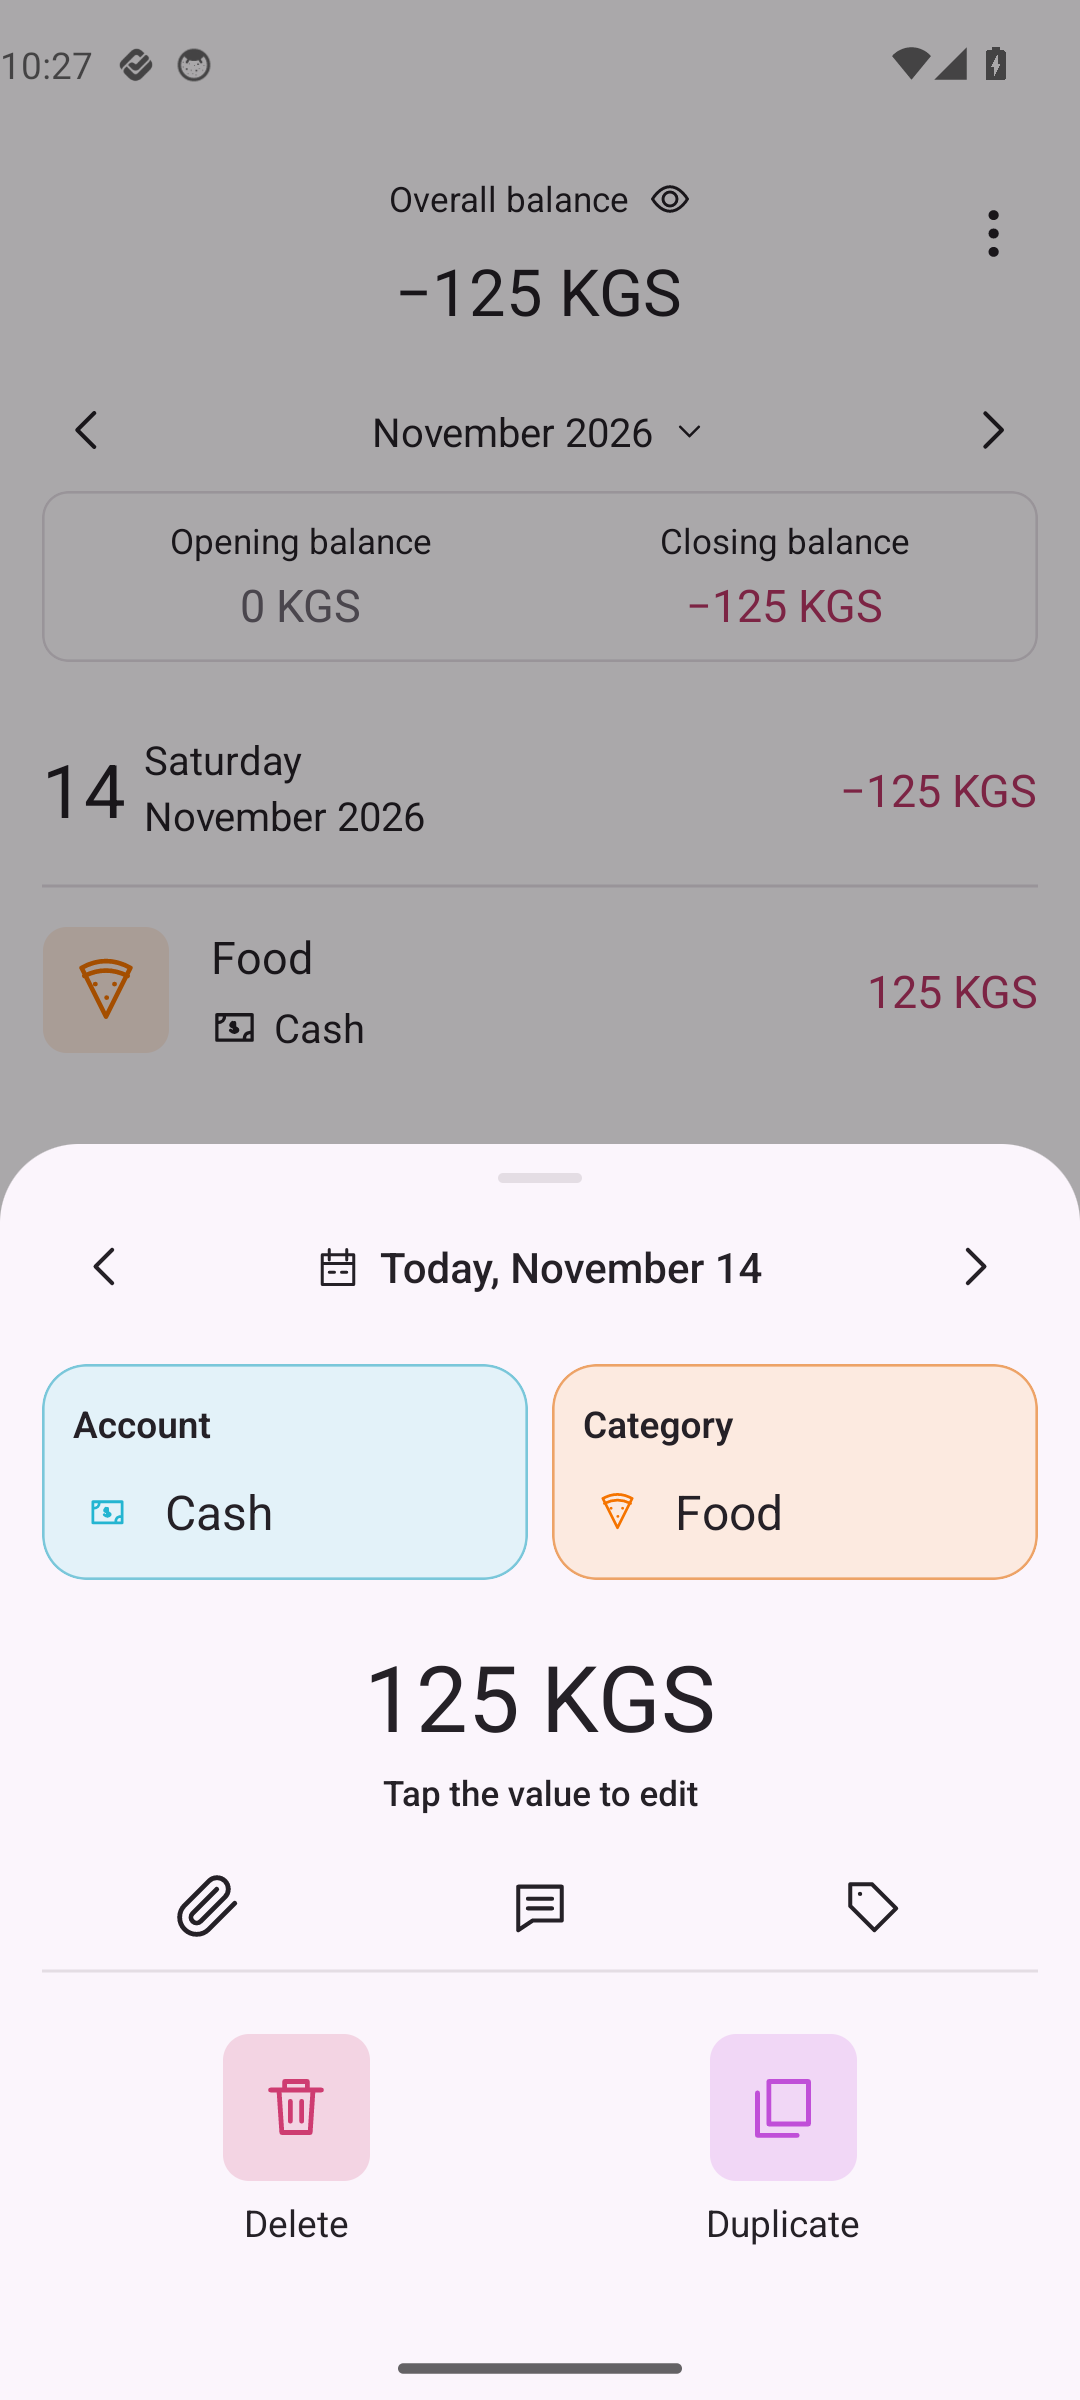 10:27
Overall balance
−125 KGS
November 2026
Opening balance
0 KGS
Closing balance
−125 KGS
14
Saturday
November 2026
−125 KGS
Food
Cash
125 KGS
Today, November 14
Account
Cash
Category
Food
125 KGS
Tap the value to edit
Delete
Duplicate